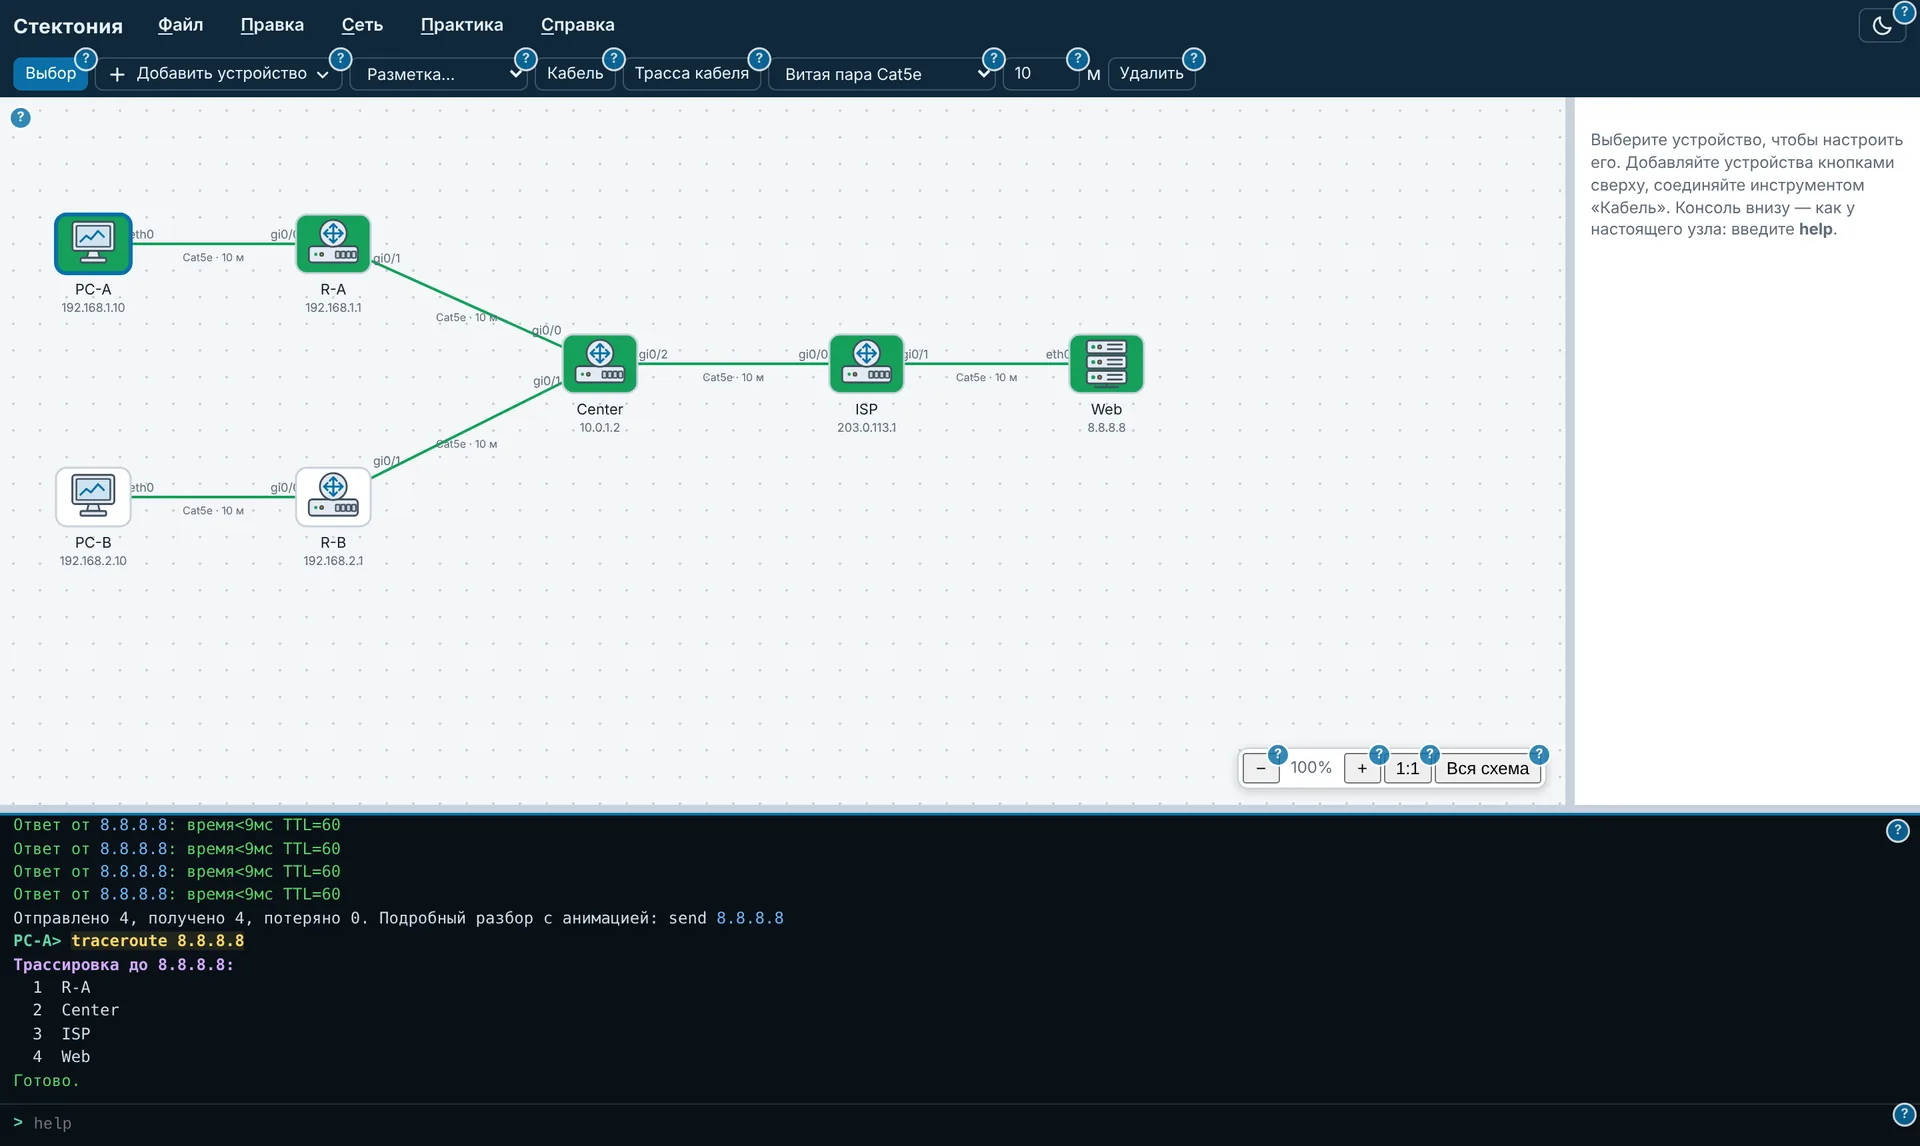 Стектония Файл Правка Сеть Практика Справка ?
Выбор ? + Добавить устройство ? Разметка... ? Кабель ? Трасса кабеля ? Витая пара Cat5e ? 10 ? м Удалить ?
?
Выберите устройство, чтобы настроить
его. Добавляйте устройства кнопками
сверху, соединяйте инструментом
«Кабель». Консоль внизу — как у
настоящего узла: введите help.
eth0 gi0/0
Cat5e · 10 м
gi0/1
PC-A R-A
192.168.1.10 192.168.1.1
Cat5e · 10 м
gi0/0
gi0/2 gi0/0 gi0/1 eth0
Cat5e · 10 м Cat5e · 10 м
gi0/1
Center ISP Web
10.0.1.2 203.0.113.1 8.8.8.8
Cat5e · 10 м
gi0/1
eth0 gi0/0
Cat5e · 10 м
PC-B R-B
192.168.2.10 192.168.2.1
− ? 100% + ? 1:1 ? Вся схема ?
Ответ от 8.8.8.8: время<9мс TTL=60
?
Ответ от 8.8.8.8: время<9мс TTL=60
Ответ от 8.8.8.8: время<9мс TTL=60
Ответ от 8.8.8.8: время<9мс TTL=60
Отправлено 4, получено 4, потеряно 0. Подробный разбор с анимацией: send 8.8.8.8
PC-A> traceroute 8.8.8.8
Трассировка до 8.8.8.8:
1 R-A
2 Center
3 ISP
4 Web
Готово.
> help ?